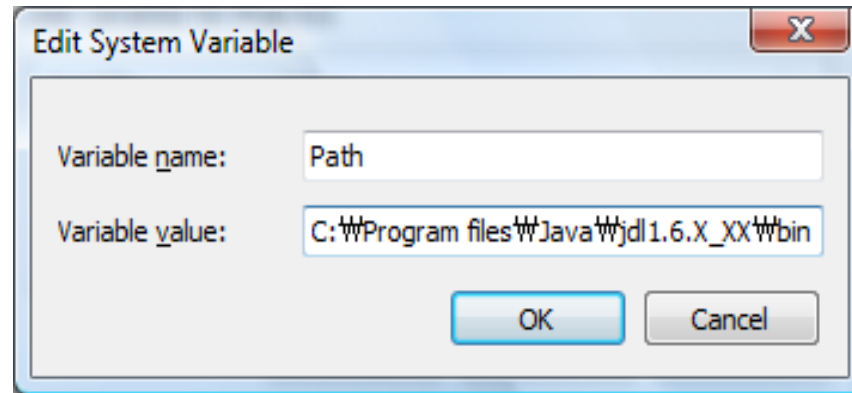 Edit System Variable
Variable name: Path
Variable value: C:₩Program files₩Java₩jdl1.6.X_XX₩bin
OK Cancel